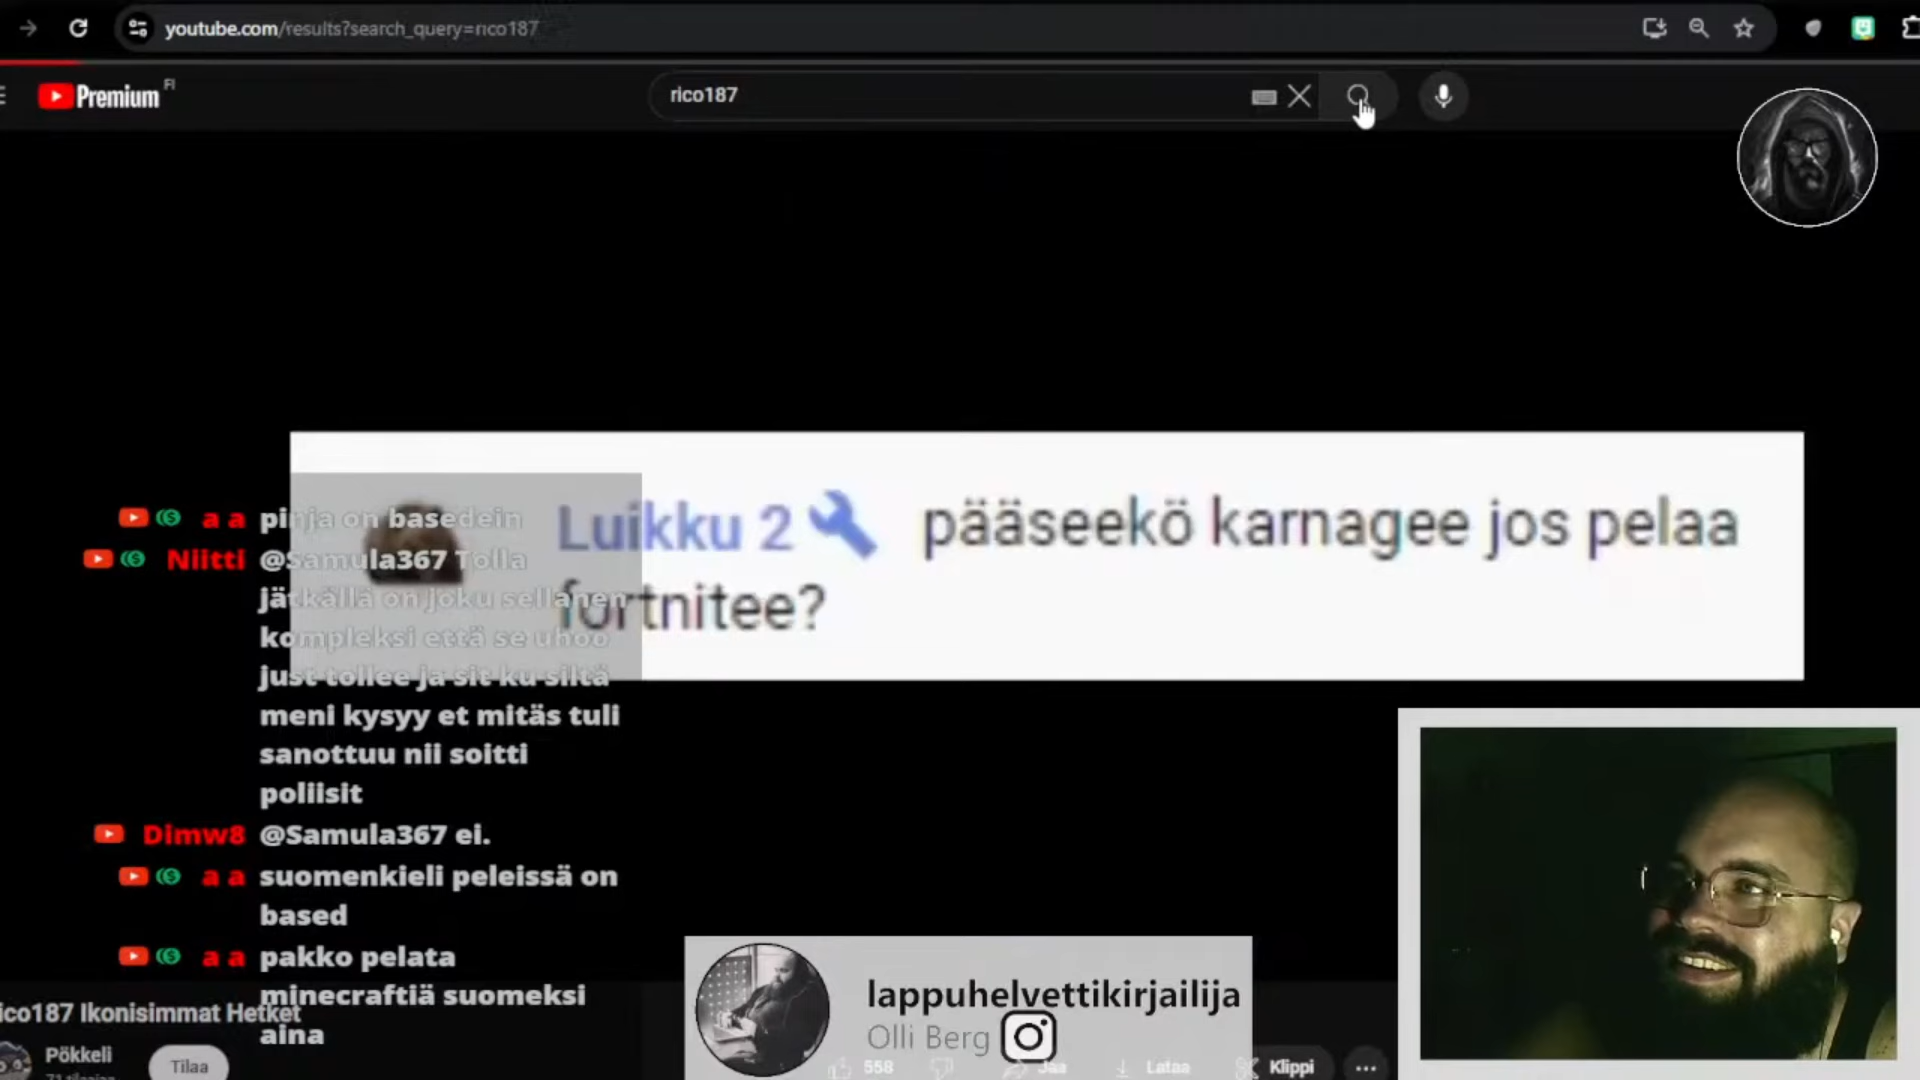 youtube.com/results?search_query=rico187
Premium FI
rico187
Luikku 2 pääseekö karnagee jos pelaa
fortnitee?
a a pinja on basedein
Niitti @Samula367 Tolla
jätkällä on joku sellanen
kompleksi että se uhoo
just tollee ja sit ku siltä
meni kysyy et mitäs tuli
sanottuu nii soitti
poliisit
Dimw8 @Samula367 ei.
a a suomenkieli peleissä on
based
a a pakko pelata
minecraftiä suomeksi
aina
ico187 Ikonisimmat Hetket
Pökkeli
Tilaa
lappuhelvettikirjailija
Olli Berg
558
Jaa
Lataa
Klippi